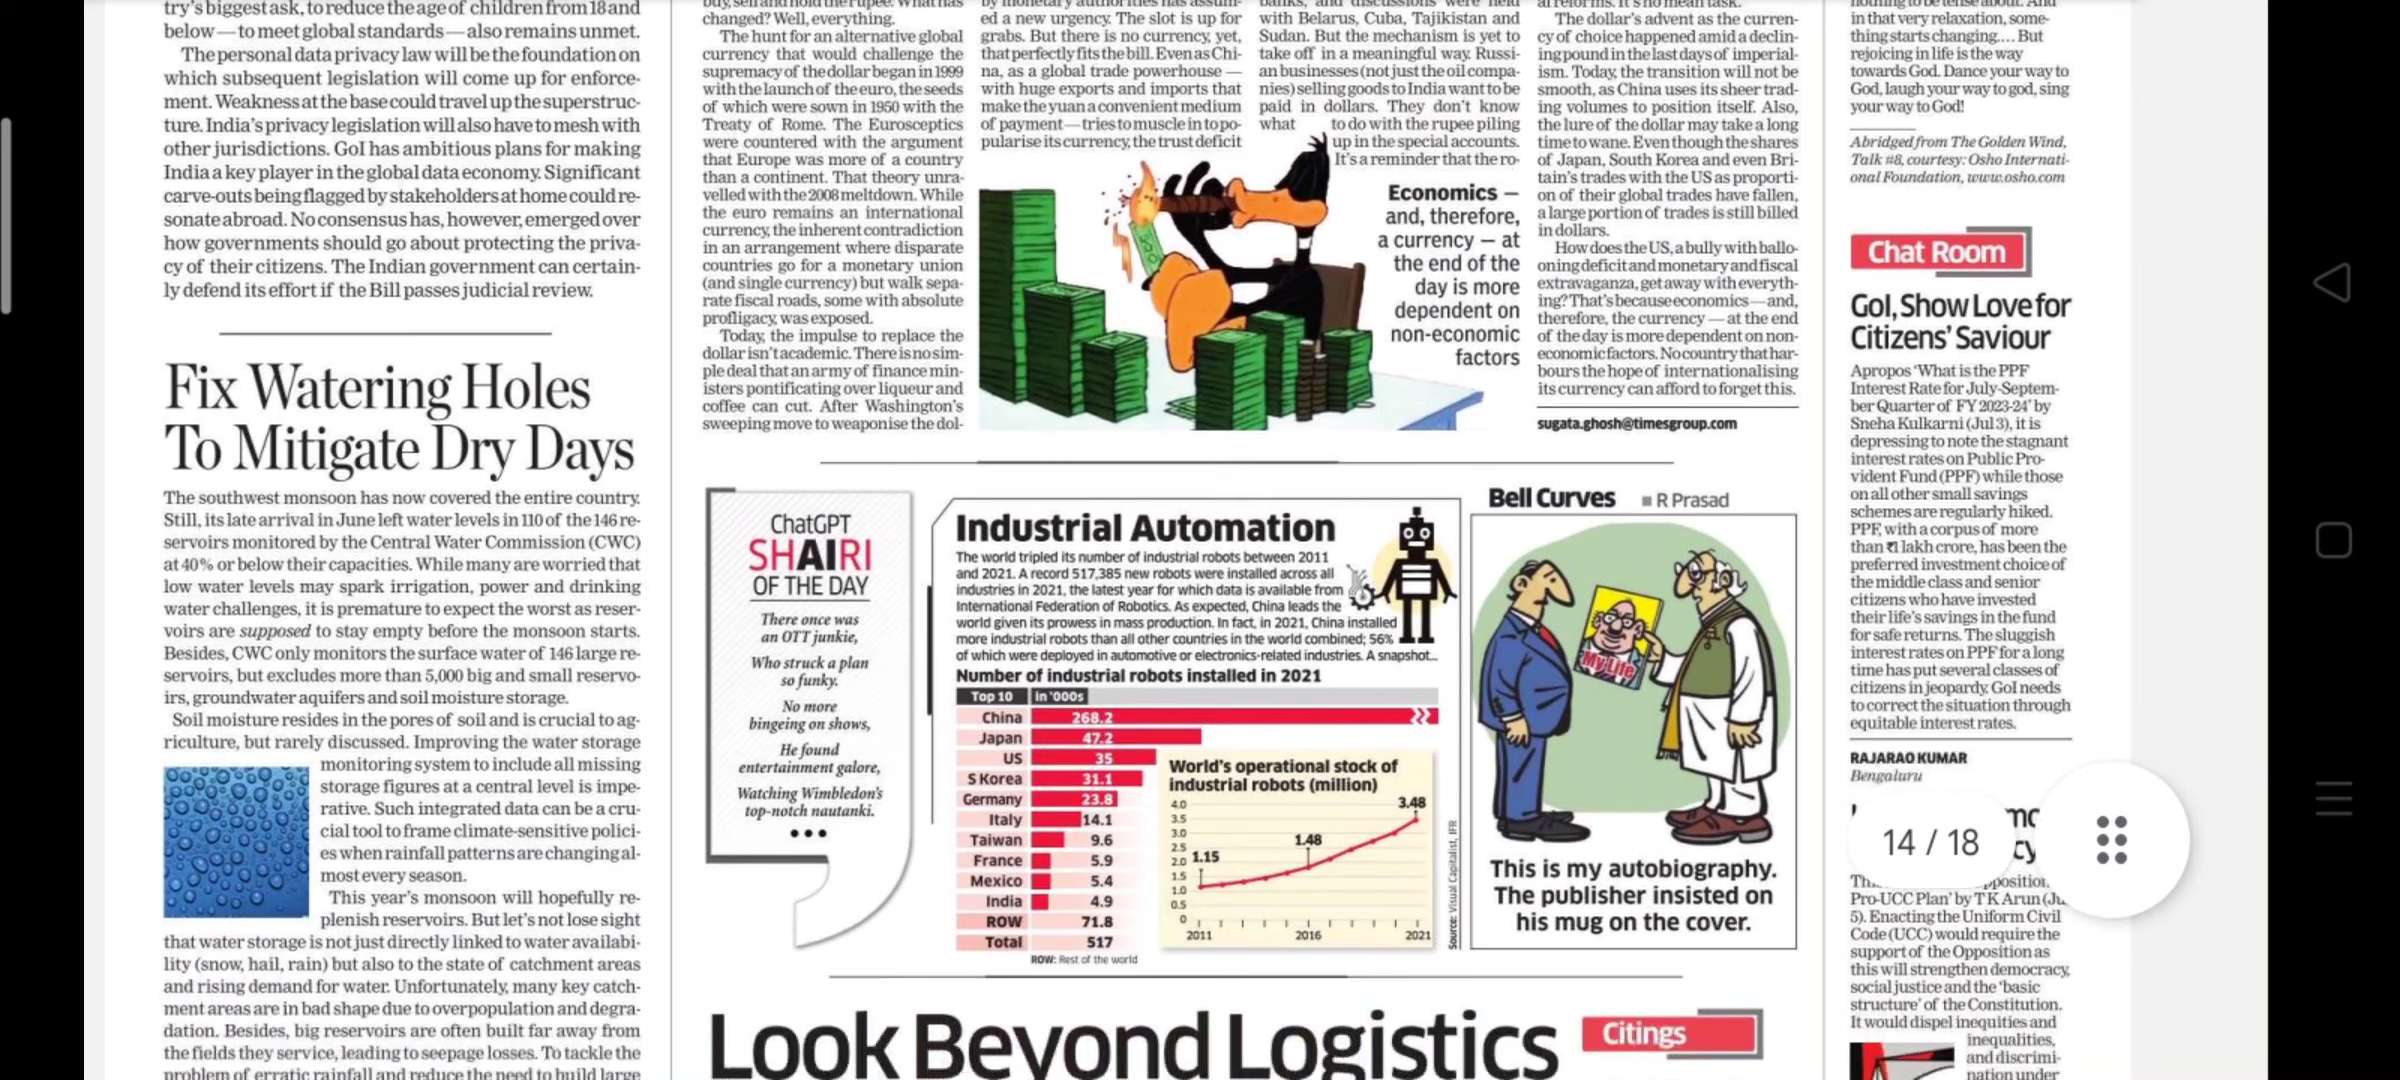 try's biggest ask, to reduce the age of children from 18 and
below — to meet global standards — also remains unmet.
The personal data privacy law will be the foundation on
which subsequent legislation will come up for enforce-
ment. Weakness at the base could travel up the superstruc-
ture. India's privacy legislation will also have to mesh with
other jurisdictions. GoI has ambitious plans for making
India a key player in the global data economy. Significant
carve-outs being flagged by stakeholders at home could re-
sonate abroad. No consensus has, however, emerged over
how governments should go about protecting the priva-
cy of their citizens. The Indian government can certain-
ly defend its effort if the Bill passes judicial review.
Fix Watering Holes
To Mitigate Dry Days
The southwest monsoon has now covered the entire country.
Still, its late arrival in June left water levels in 110 of the 146 re-
servoirs monitored by the Central Water Commission (CWC)
at 40% or below their capacities. While many are worried that
low water levels may spark irrigation, power and drinking
water challenges, it is premature to expect the worst as reser-
voirs are supposed to stay empty before the monsoon starts.
Besides, CWC only monitors the surface water of 146 large re-
servoirs, but excludes more than 5,000 big and small reservo-
irs, groundwater aquifers and soil moisture storage.
Soil moisture resides in the pores of soil and is crucial to ag-
riculture, but rarely discussed. Improving the water storage
monitoring system to include all missing
storage figures at a central level is impe-
rative. Such integrated data can be a cru-
cial tool to frame climate-sensitive polici-
es when rainfall patterns are changing al-
most every season.
This year's monsoon will hopefully re-
plenish reservoirs. But let's not lose sight
that water storage is not just directly linked to water availabi-
lity (snow, hail, rain) but also to the state of catchment areas
and rising demand for water. Unfortunately, many key catch-
ment areas are in bad shape due to overpopulation and degra-
dation. Besides, big reservoirs are often built far away from
the fields they service, leading to seepage losses. To tackle the
problem of erratic rainfall and reduce the need to build large
buy, sell and hold the rupee. What has
changed? Well, everything.
The hunt for an alternative global
currency that would challenge the
supremacy of the dollar began in 1999
with the launch of the euro, the seeds
of which were sown in 1950 with the
Treaty of Rome. The Eurosceptics
were countered with the argument
that Europe was more of a country
than a continent. That theory unra-
velled with the 2008 meltdown. While
the euro remains an international
currency, the inherent contradiction
in an arrangement where disparate
countries go for a monetary union
(and single currency) but walk sepa-
rate fiscal roads, some with absolute
profligacy, was exposed.
Today, the impulse to replace the
dollar isn't academic. There is no sim-
ple deal that an army of finance min-
isters pontificating over liqueur and
coffee can cut. After Washington's
sweeping move to weaponise the dol-
by monetary authorities has assum-
ed a new urgency. The slot is up for
grabs. But there is no currency, yet,
that perfectly fits the bill. Even as Chi-
na, as a global trade powerhouse —
with huge exports and imports that
make the yuan a convenient medium
of payment — tries to muscle in to po-
pularise its currency, the trust deficit
banks, and discussions were held
with Belarus, Cuba, Tajikistan and
Sudan. But the mechanism is yet to
take off in a meaningful way. Russi-
an businesses (not just the oil compa-
nies) selling goods to India want to be
paid in dollars. They don't know
what to do with the rupee piling
up in the special accounts.
It's a reminder that the ro-
Economics —
and, therefore,
a currency — at
the end of the
day is more
dependent on
non-economic
factors
al reforms. It's no mean task.
The dollar's advent as the curren-
cy of choice happened amid a declin-
ing pound in the last days of imperial-
ism. Today, the transition will not be
smooth, as China uses its sheer trad-
ing volumes to position itself. Also,
the lure of the dollar may take a long
time to wane. Even though the shares
of Japan, South Korea and even Bri-
tain's trades with the US as proporti-
on of their global trades have fallen,
a large portion of trades is still billed
in dollars.
How does the US, a bully with ballo-
oning deficit and monetary and fiscal
extravaganza, get away with everyth-
ing? That's because economics — and,
therefore, the currency — at the end
of the day is more dependent on non-
economic factors. No country that har-
bours the hope of internationalising
its currency can afford to forget this.
sugata.ghosh@timesgroup.com
ChatGPT
SHAIRI
OF THE DAY
There once was
an OTT junkie,
Who struck a plan
so funky.
No more
bingeing on shows,
He found
entertainment galore,
Watching Wimbledon's
top-notch nautanki.
Industrial Automation
The world tripled its number of industrial robots between 2011
and 2021. A record 517,385 new robots were installed across all
industries in 2021, the latest year for which data is available from
International Federation of Robotics. As expected, China leads the
world given its prowess in mass production. In fact, in 2021, China installed
more industrial robots than all other countries in the world combined; 56%
of which were deployed in automotive or electronics-related industries. A snapshot...
Number of industrial robots installed in 2021
Top 10 In '000s
China 268.2
Japan 47.2
US 35
S Korea 31.1
Germany 23.8
Italy 14.1
Taiwan 9.6
France 5.9
Mexico 5.4
India 4.9
ROW 71.8
Total 517
ROW: Rest of the world
World's operational stock of
industrial robots (million)
4.0
3.5
3.0
2.5
2.0
1.5
1.0
0.5
0
1.15
1.48
3.48
2011 2016 2021
Source: Visual Capitalist, IFR
Bell Curves R Prasad
My Life
This is my autobiography.
The publisher insisted on
his mug on the cover.
Look Beyond Logistics
Citings
nothing to be tense about. And
in that very relaxation, some-
thing starts changing.... But
rejoicing in life is the way
towards God. Dance your way to
God, laugh your way to god, sing
your way to God!
Abridged from The Golden Wind,
Talk #8, courtesy: Osho Internati-
onal Foundation, www.osho.com
Chat Room
GoI, Show Love for
Citizens' Saviour
Apropos 'What is the PPF
Interest Rate for July-Septem-
ber Quarter of FY 2023-24' by
Sneha Kulkarni (Jul 3), it is
depressing to note the stagnant
interest rates on Public Pro-
vident Fund (PPF) while those
on all other small savings
schemes are regularly hiked.
PPF, with a corpus of more
than ₹1 lakh crore, has been the
preferred investment choice of
the middle class and senior
citizens who have invested
their life's savings in the fund
for safe returns. The sluggish
interest rates on PPF for a long
time has put several classes of
citizens in jeopardy. GoI needs
to correct the situation through
equitable interest rates.
RAJARAO KUMAR
Bengaluru
14 / 18
Pro-UCC Plan' by T K Arun (Ju
5). Enacting the Uniform Civil
Code (UCC) would require the
support of the Opposition as
this will strengthen democracy,
social justice and the 'basic
structure' of the Constitution.
It would dispel inequities and
inequalities,
and discrimi-
nation under